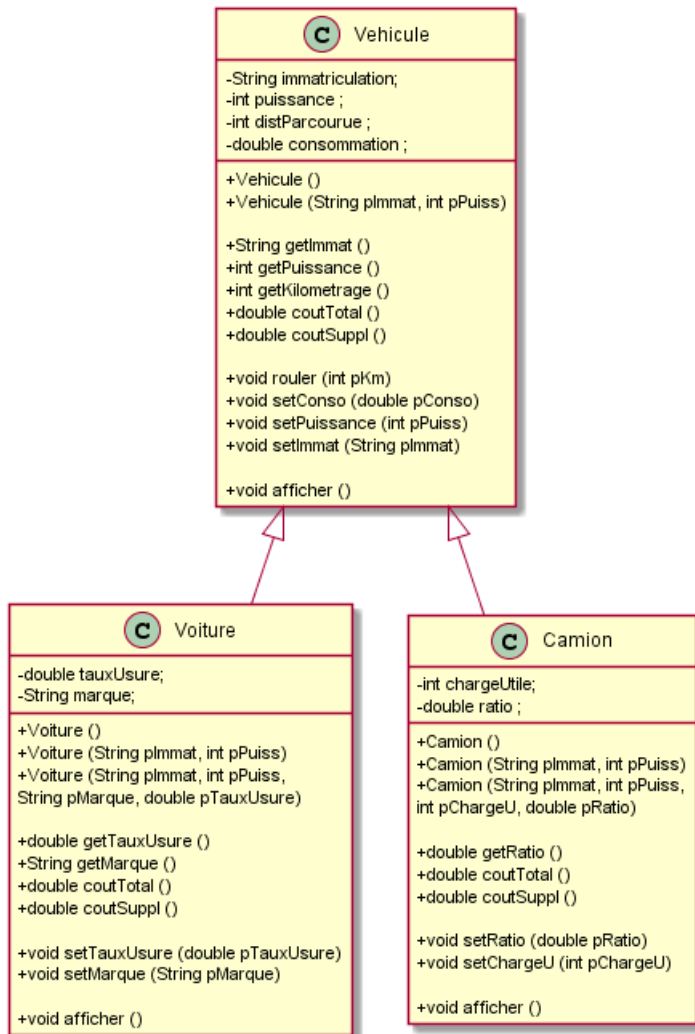 C Vehicule
-String immatriculation;
-int puissance ;
-int distParcourue ;
-double consommation ;
+Vehicule ()
+Vehicule (String pImmat, int pPuiss)
+String getImmat ()
+int getPuissance ()
+int getKilometrage ()
+double coutTotal ()
+double coutSuppl ()
+void rouler (int pKm)
+void setConso (double pConso)
+void setPuissance (int pPuiss)
+void setImmat (String pImmat)
+void afficher ()
C Voiture
-double tauxUsure;
-String marque;
+Voiture ()
+Voiture (String pImmat, int pPuiss)
+Voiture (String pImmat, int pPuiss,
String pMarque, double pTauxUsure)
+double getTauxUsure ()
+String getMarque ()
+double coutTotal ()
+double coutSuppl ()
+void setTauxUsure (double pTauxUsure)
+void setMarque (String pMarque)
+void afficher ()
C Camion
-int chargeUtile;
-double ratio ;
+Camion ()
+Camion (String pImmat, int pPuiss)
+Camion (String pImmat, int pPuiss,
int pChargeU, double pRatio)
+double getRatio ()
+double coutTotal ()
+double coutSuppl ()
+void setRatio (double pRatio)
+void setChargeU (int pChargeU)
+void afficher ()